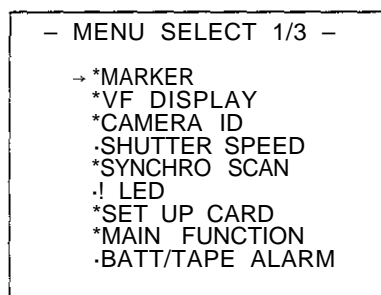 – MENU SELECT 1/3 –
→ *MARKER
*VF DISPLAY
*CAMERA ID
·SHUTTER SPEED
*SYNCHRO SCAN
·! LED
*SET UP CARD
*MAIN FUNCTION
·BATT/TAPE ALARM